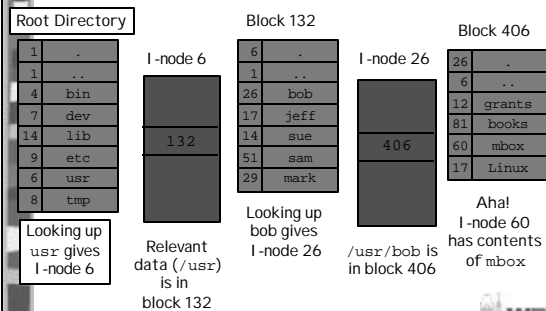 Root Directory
1 .
1 ..
4 bin
7 dev
14 lib
9 etc
6 usr
8 tmp
Looking up
usr gives
I-node 6
I-node 6
132
Relevant
data (/usr)
is in
block 132
Block 132
6 .
1 ..
26 bob
17 jeff
14 sue
51 sam
29 mark
Looking up
bob gives
I-node 26
I-node 26
406
/usr/bob is
in block 406
Block 406
26 .
6 ..
12 grants
81 books
60 mbox
17 Linux
Aha!
I-node 60
has contents
of mbox